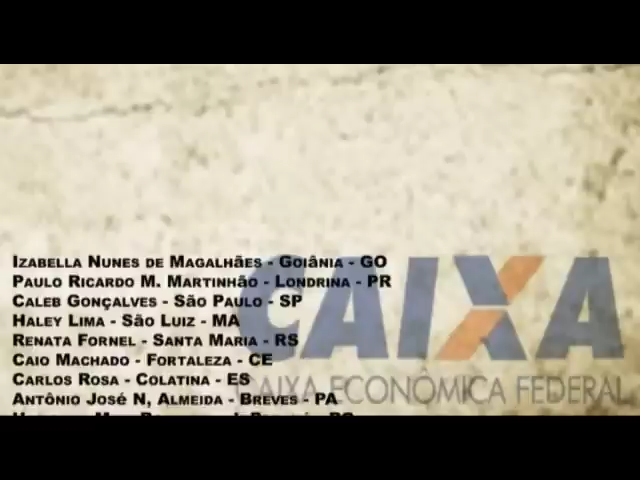 Izabella Nunes de Magalhães - Goiânia - GO
Paulo Ricardo M. Martinhão - Londrina - PR
Caleb Gonçalves - São Paulo - SP
Haley Lima - São Luiz - MA
Renata Fornel - Santa Maria - RS
Caio Machado - Fortaleza - CE
Carlos Rosa - Colatina - ES
Antônio José N, Almeida - Breves - PA
CAIXA
CAIXA ECONÔMICA FEDERAL